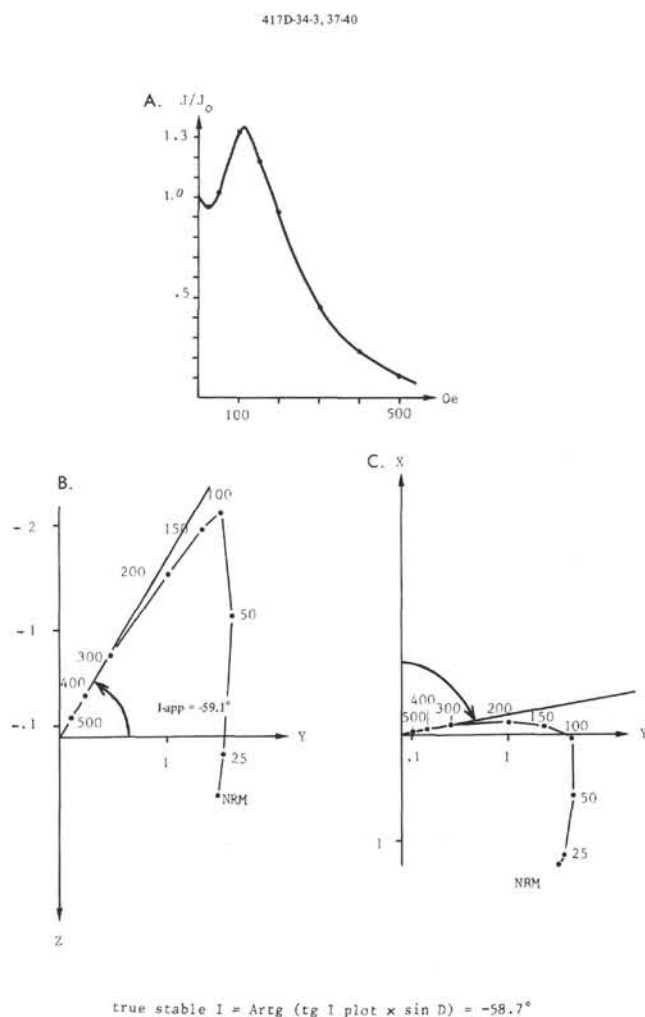 417D-34-3, 37-40
A. J/Jo
1.3
1.0
.5
100 500 Oe
B.
C. X
- 2
100
150
200
-1
50
300
400
I-app = -59.1°
-.1
500
Y
1
25
NRM
Z
400
500 300 200 150 100
Y
.1 1
50
1
25
NRM
true stable I = Artg (tg I plot x sin D) = -58.7°